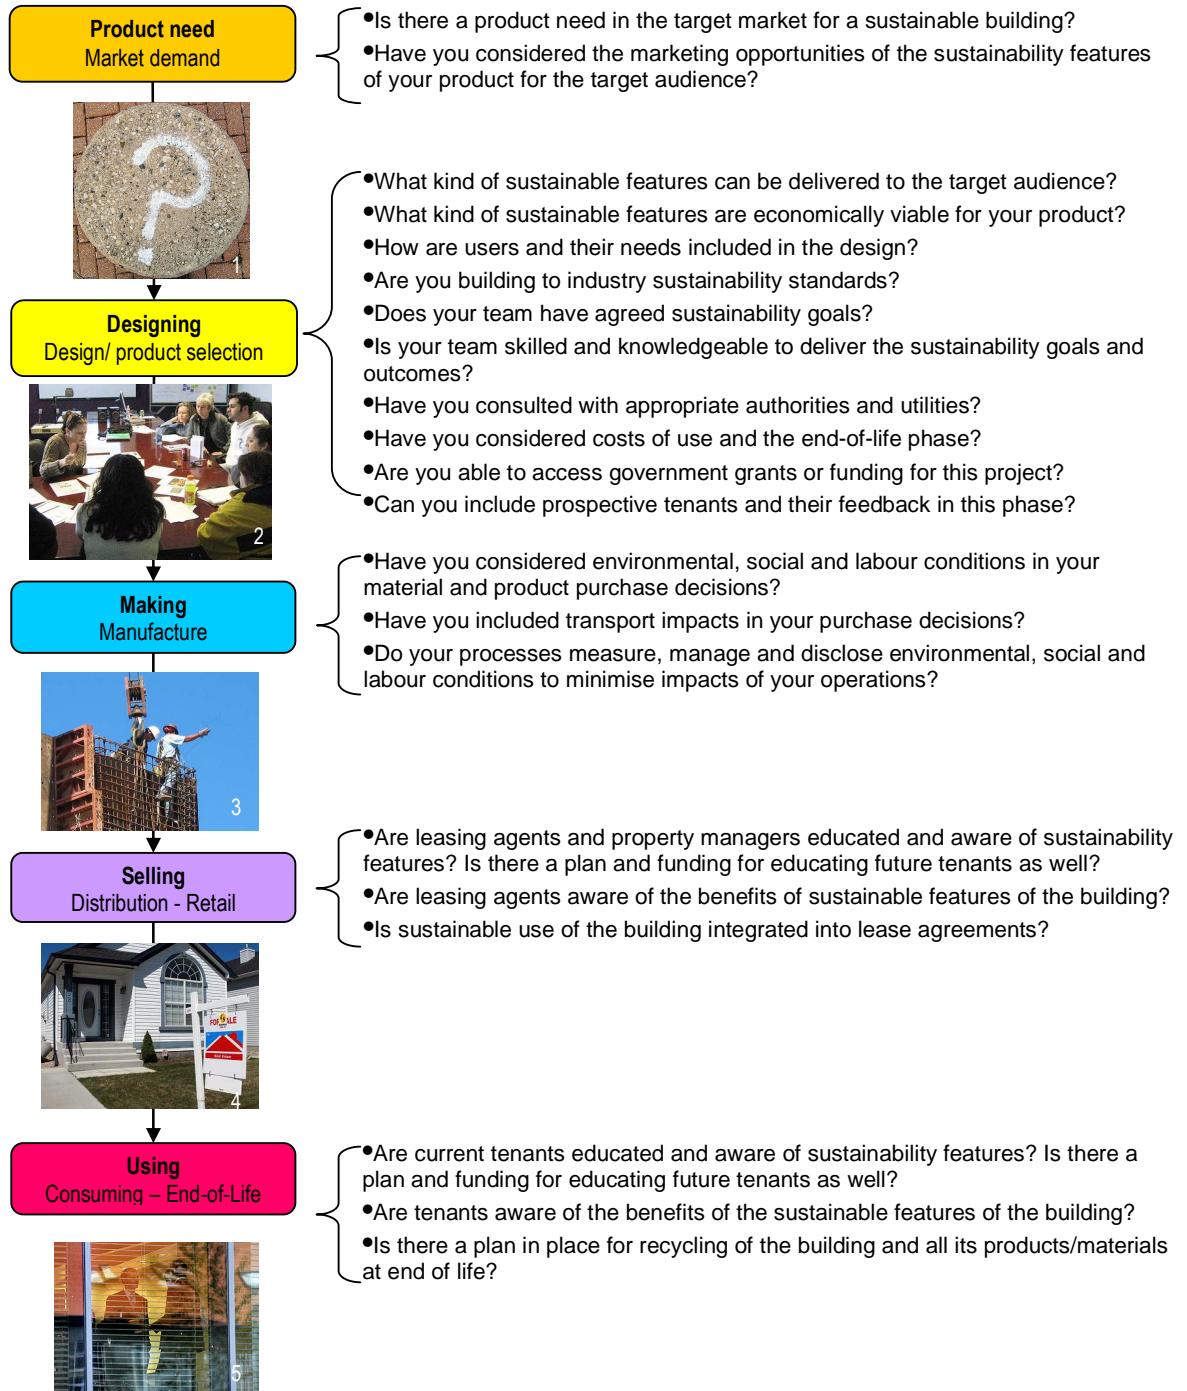 Product need
Market demand
•Is there a product need in the target market for a sustainable building?
•Have you considered the marketing opportunities of the sustainability features
of your product for the target audience?
?
1
•What kind of sustainable features can be delivered to the target audience?
•What kind of sustainable features are economically viable for your product?
•How are users and their needs included in the design?
•Are you building to industry sustainability standards?
•Does your team have agreed sustainability goals?
•Is your team skilled and knowledgeable to deliver the sustainability goals and
outcomes?
•Have you consulted with appropriate authorities and utilities?
•Have you considered costs of use and the end-of-life phase?
•Are you able to access government grants or funding for this project?
•Can you include prospective tenants and their feedback in this phase?
Designing
Design/ product selection
2
•Have you considered environmental, social and labour conditions in your
material and product purchase decisions?
•Have you included transport impacts in your purchase decisions?
•Do your processes measure, manage and disclose environmental, social and
labour conditions to minimise impacts of your operations?
Making
Manufacture
3
•Are leasing agents and property managers educated and aware of sustainability
features? Is there a plan and funding for educating future tenants as well?
•Are leasing agents aware of the benefits of sustainable features of the building?
•Is sustainable use of the building integrated into lease agreements?
Selling
Distribution - Retail
4
•Are current tenants educated and aware of sustainability features? Is there a
plan and funding for educating future tenants as well?
•Are tenants aware of the benefits of the sustainable features of the building?
•Is there a plan in place for recycling of the building and all its products/materials
at end of life?
Using
Consuming – End-of-Life
5